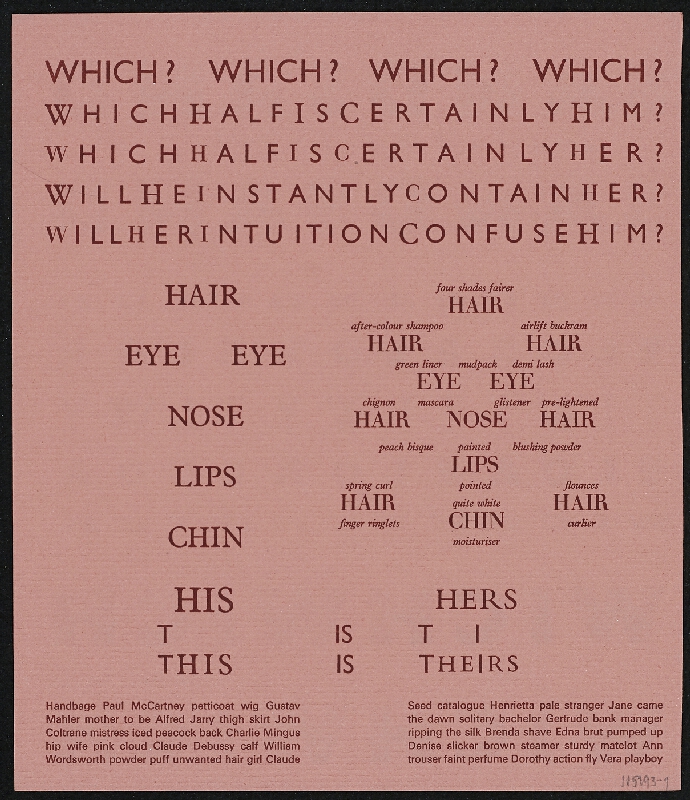 WHICH? WHICH? WHICH? WHICH?
WHICHHALFISCERTAINLYHIM?
WHICHHALFISCERTAINLYHER?
WILLHEINSTANTLYCONTAINHER?
WILLHERINTUITIONCONFUSEHIM?
HAIR
EYE EYE
NOSE
LIPS
CHIN
HIS
four shades fairer
HAIR
after-colour shampoo airlift buckram
HAIR HAIR
green liner mudpack demi lash
EYE EYE
chignon mascara glistener pre-lightened
HAIR NOSE HAIR
peach bisque painted blushing powder
LIPS
spring curl pointed flounces
HAIR quite white HAIR
finger ringlets CHIN curlier
moisturiser
HERS
T IS T I
THIS IS THEIRS
Handbags Paul McCartney petticoat wig Gustav
Mahler mother to be Alfred Jarry thigh skirt John
Coltrane mistress iced peacock back Charlie Mingus
hip wife pink cloud Claude Debussy calf William
Wordsworth powder puff unwanted hair girl Claude
Seed catalogue Henrietta pale stranger Jane came
the dawn solitary bachelor Gertrude bank manager
ripping the silk Brenda shave Edna brut pumped up
Denise slicker brown steamer sturdy matelot Ann
trouser faint perfume Dorothy action fly Vera playboy